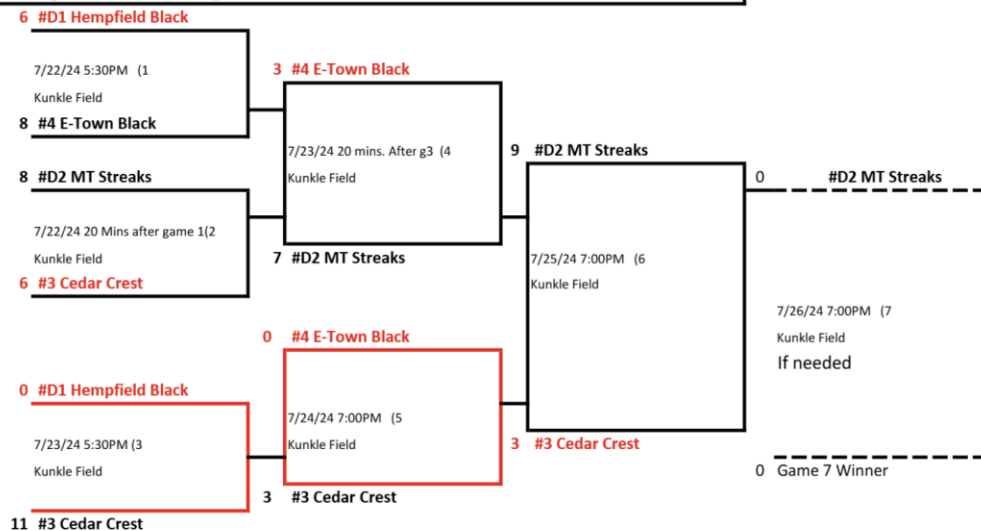 6 #D1 Hempfield Black
7/22/24 5:30PM (1
Kunkle Field
8 #4 E-Town Black
8 #D2 MT Streaks
7/22/24 20 Mins after game 1(2
Kunkle Field
6 #3 Cedar Crest
0 #D1 Hempfield Black
7/23/24 5:30PM (3
Kunkle Field
11 #3 Cedar Crest
3 #4 E-Town Black
7/23/24 20 mins. After g3 (4
Kunkle Field
7 #D2 MT Streaks
0 #4 E-Town Black
7/24/24 7:00PM (5
Kunkle Field
3 #3 Cedar Crest
9 #D2 MT Streaks
7/25/24 7:00PM (6
Kunkle Field
3 #3 Cedar Crest
0 #D2 MT Streaks
7/26/24 7:00PM (7
Kunkle Field
If needed
0 Game 7 Winner